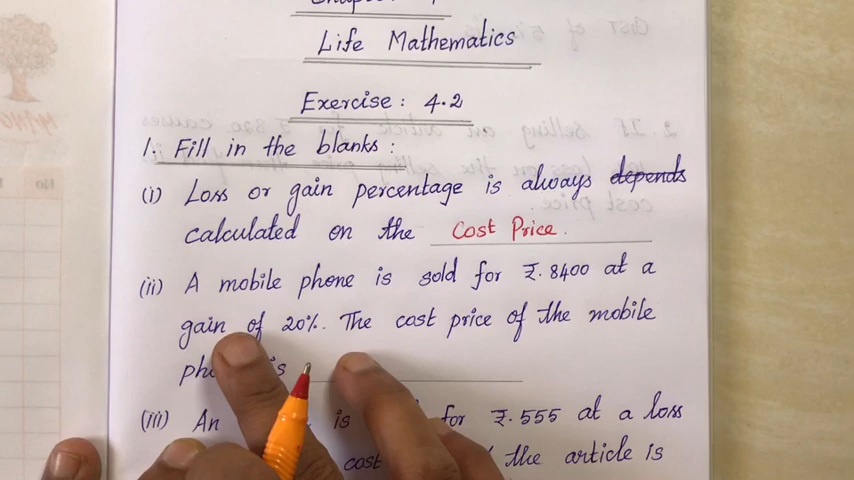 Life Mathematics
Exercise : 4.2
1. Fill in the blanks :
(i) Loss or gain percentage is always depends
calculated on the Cost Price.
(ii) A mobile phone is sold for ₹. 8400 at a
gain of 20%. The cost price of the mobile
is
(iii) An is for ₹. 555 at a loss
cost the article is